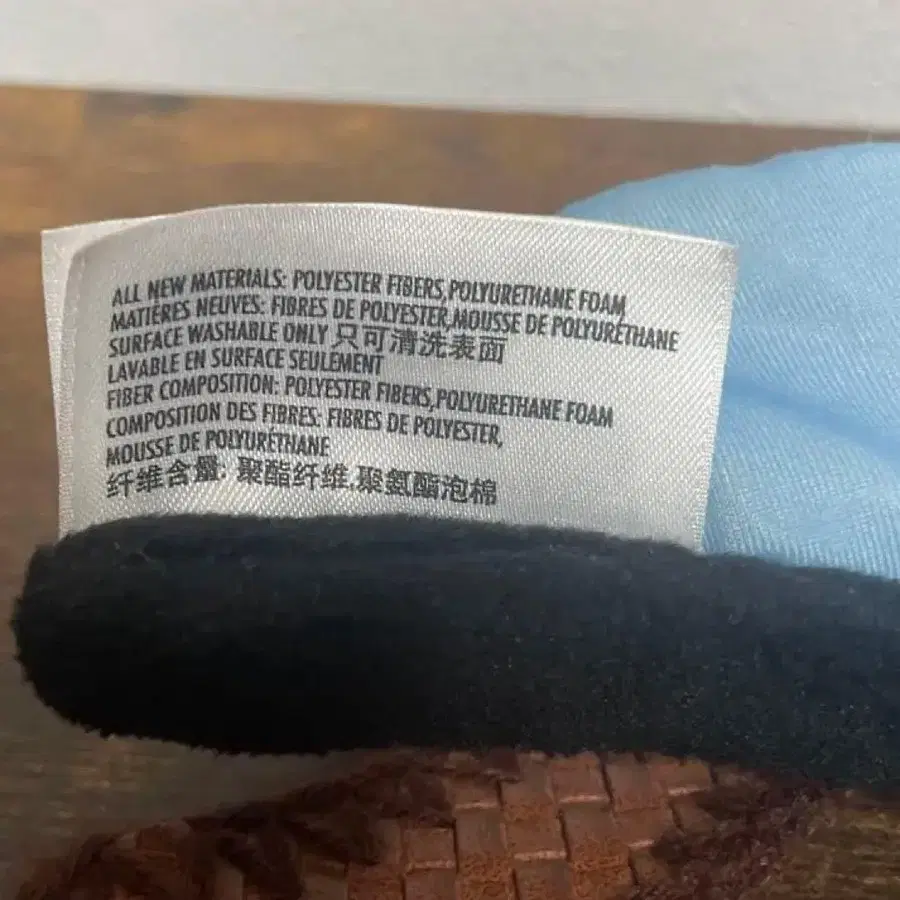 ALL NEW MATERIALS: POLYESTER FIBERS,POLYURETHANE FOAM
MATIÈRES NEUVES: FIBRES DE POLYESTER,MOUSSE DE POLYURÉTHANE
SURFACE WASHABLE ONLY 只可清洗表面
LAVABLE EN SURFACE SEULEMENT
FIBER COMPOSITION: POLYESTER FIBERS,POLYURETHANE FOAM
COMPOSITION DES FIBRES: FIBRES DE POLYESTER,
MOUSSE DE POLYURÉTHANE
纤维含量: 聚酯纤维,聚氨酯泡棉